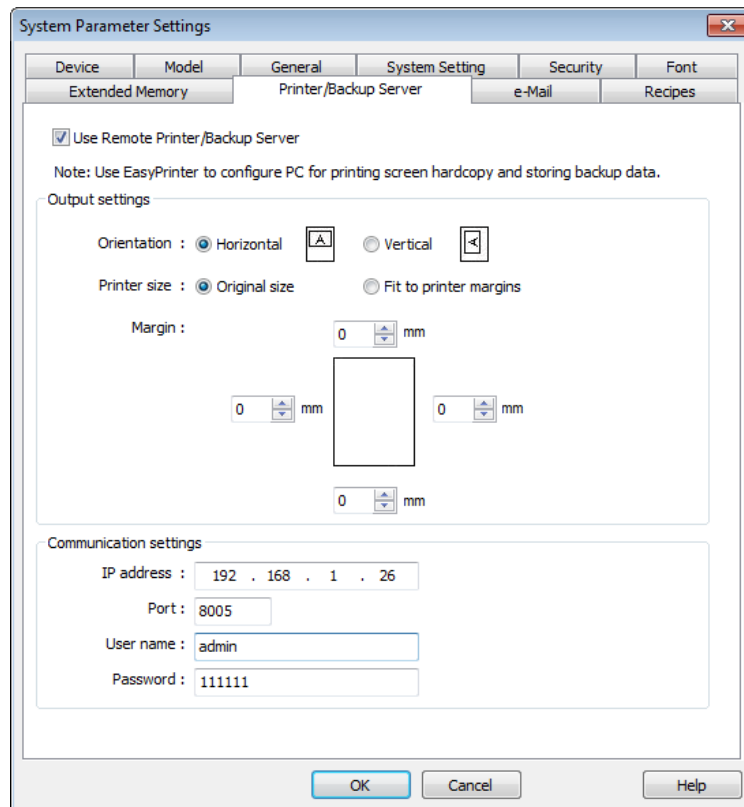 System Parameter Settings
Device Model General System Setting Security Font
Extended Memory Printer/Backup Server e-Mail Recipes
Use Remote Printer/Backup Server
Note: Use EasyPrinter to configure PC for printing screen hardcopy and storing backup data.
Output settings
Orientation : Horizontal A Vertical A
Printer size : Original size Fit to printer margins
Margin : 0 mm
0 mm 0 mm
0 mm
Communication settings
IP address : 192 . 168 . 1 . 26
Port : 8005
User name : admin
Password : 111111
OK Cancel Help